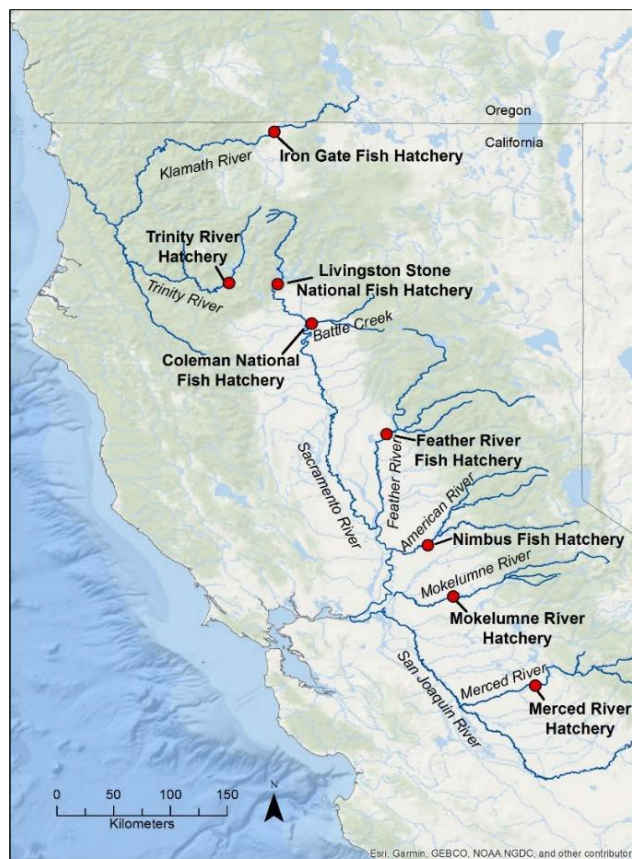 Oregon
California
Klamath River
Iron Gate Fish Hatchery
Trinity River
Hatchery
Trinity River
Livingston Stone
National Fish Hatchery
Battle Creek
Coleman National
Fish Hatchery
Sacramento River
Feather River
Feather River
Fish Hatchery
American River
Nimbus Fish Hatchery
Mokelumne River
Mokelumne River
Hatchery
San Joaquin River
Merced River
Merced River
Hatchery
0 50 100 150
Kilometers
N
Esri, Garmin, GEBCO, NOAA NGDC, and other contributor